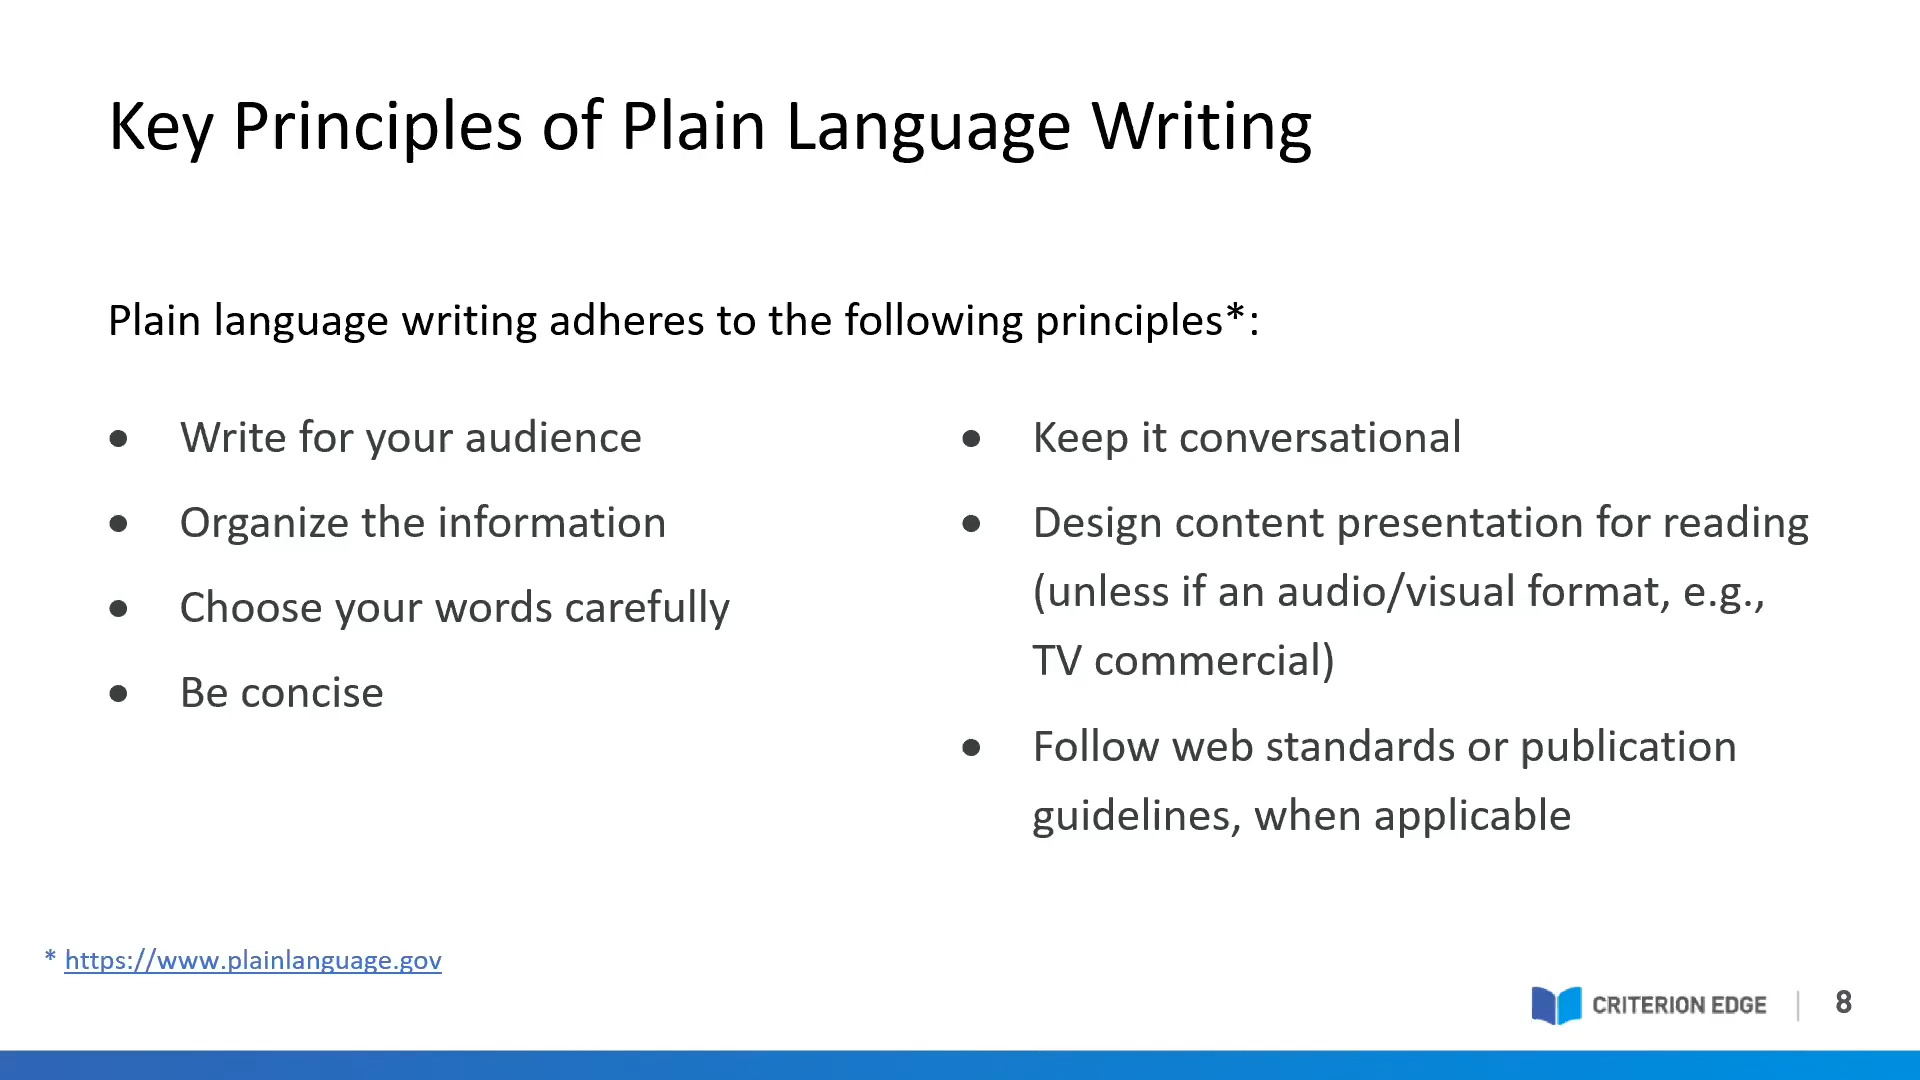 Key Principles of Plain Language Writing
Plain language writing adheres to the following principles*:
● Write for your audience
● Organize the information
● Choose your words carefully
● Be concise
● Keep it conversational
● Design content presentation for reading
(unless if an audio/visual format, e.g.,
TV commercial)
● Follow web standards or publication
guidelines, when applicable
* https://www.plainlanguage.gov
CRITERION EDGE | 8